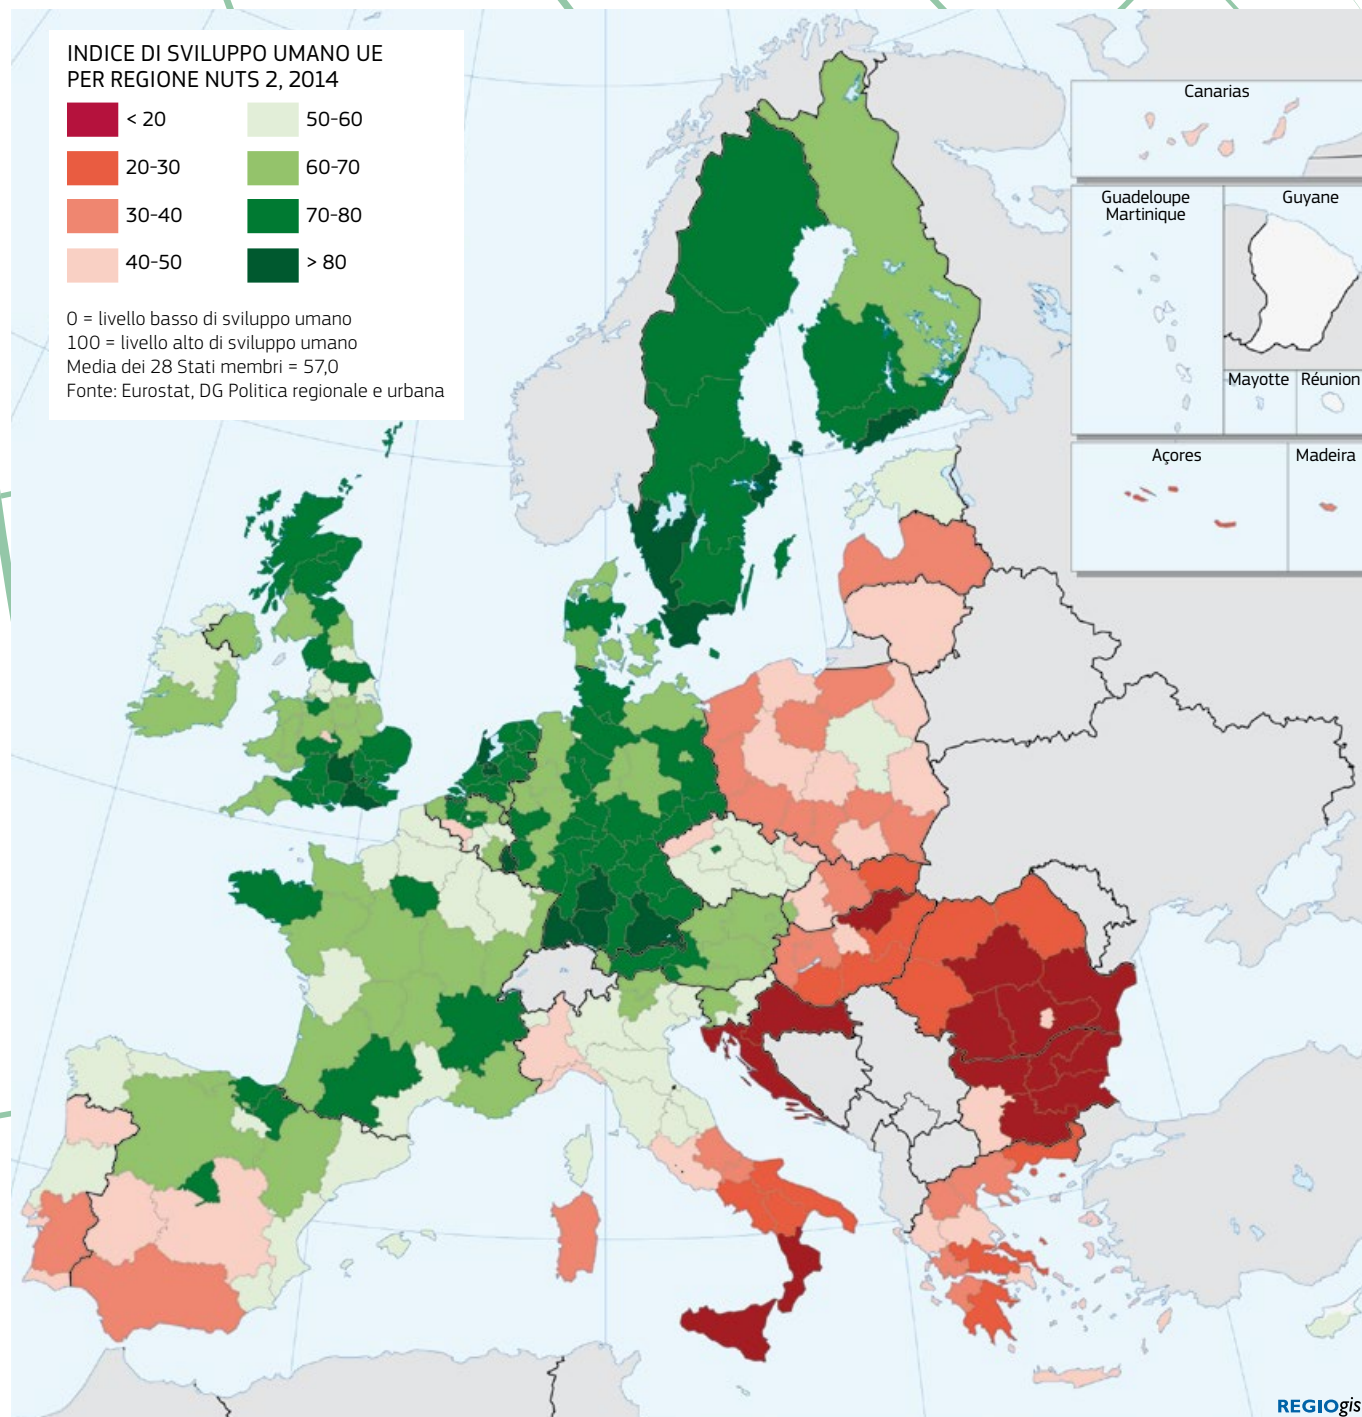 INDICE DI SVILUPPO UMANO UE
PER REGIONE NUTS 2, 2014
< 20
20-30
30-40
40-50
50-60
60-70
70-80
> 80
0 = livello basso di sviluppo umano
100 = livello alto di sviluppo umano
Media dei 28 Stati membri = 57,0
Fonte: Eurostat, DG Politica regionale e urbana
Canarias
Guadeloupe
Martinique
Guyane
Mayotte
Réunion
Açores
Madeira
REGIOgis